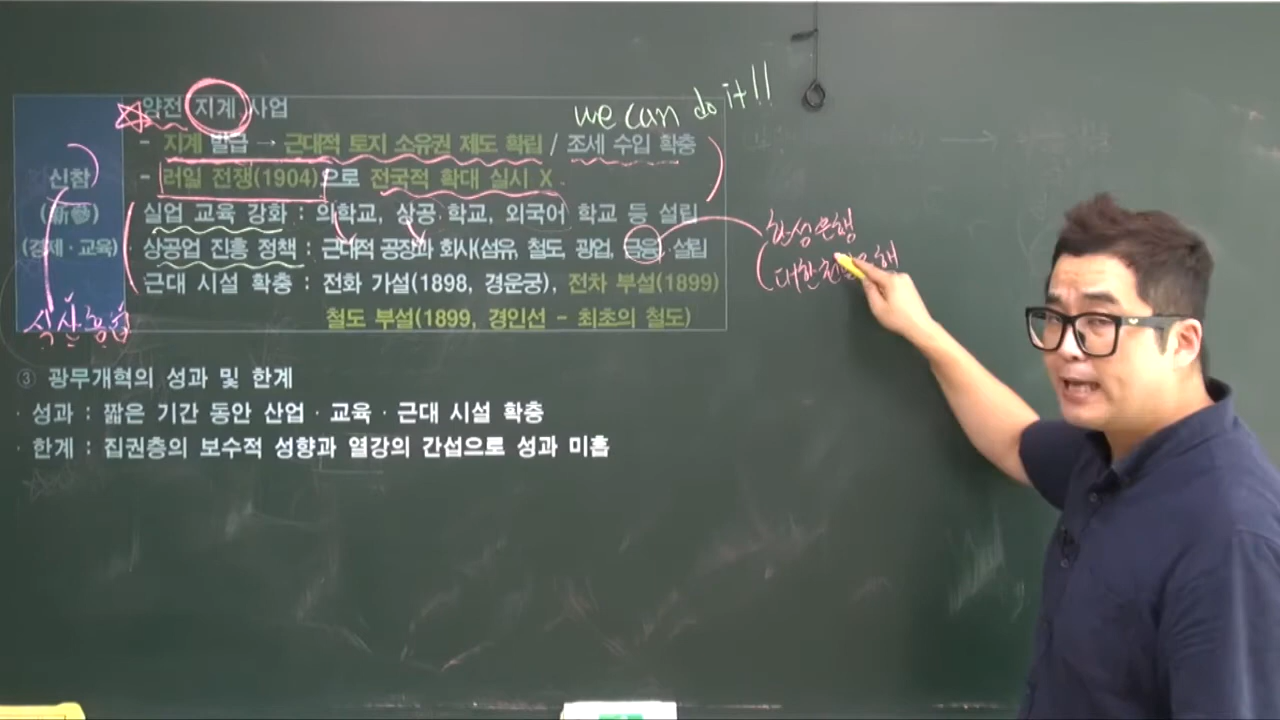 we can do it!!
양전 지계 사업
- 지계 발급 → 근대적 토지 소유권 제도 확립 / 조세 수입 확충
- 러일 전쟁(1904)으로 전국적 확대 실시 X
신참
(新參)
(경제·교육)
식산흥업
· 실업 교육 강화 : 의학교, 상공 학교, 외국어 학교 등 설립
· 상공업 진흥 정책 : 근대적 공장과 회사(섬유, 철도, 광업, 금융) 설립
· 근대 시설 확충 : 전화 가설(1898, 경운궁), 전차 부설(1899)
철도 부설(1899, 경인선 - 최초의 철도)
한성은행
대한천일은행
③ 광무개혁의 성과 및 한계
· 성과 : 짧은 기간 동안 산업 · 교육 · 근대 시설 확충
· 한계 : 집권층의 보수적 성향과 열강의 간섭으로 성과 미흡